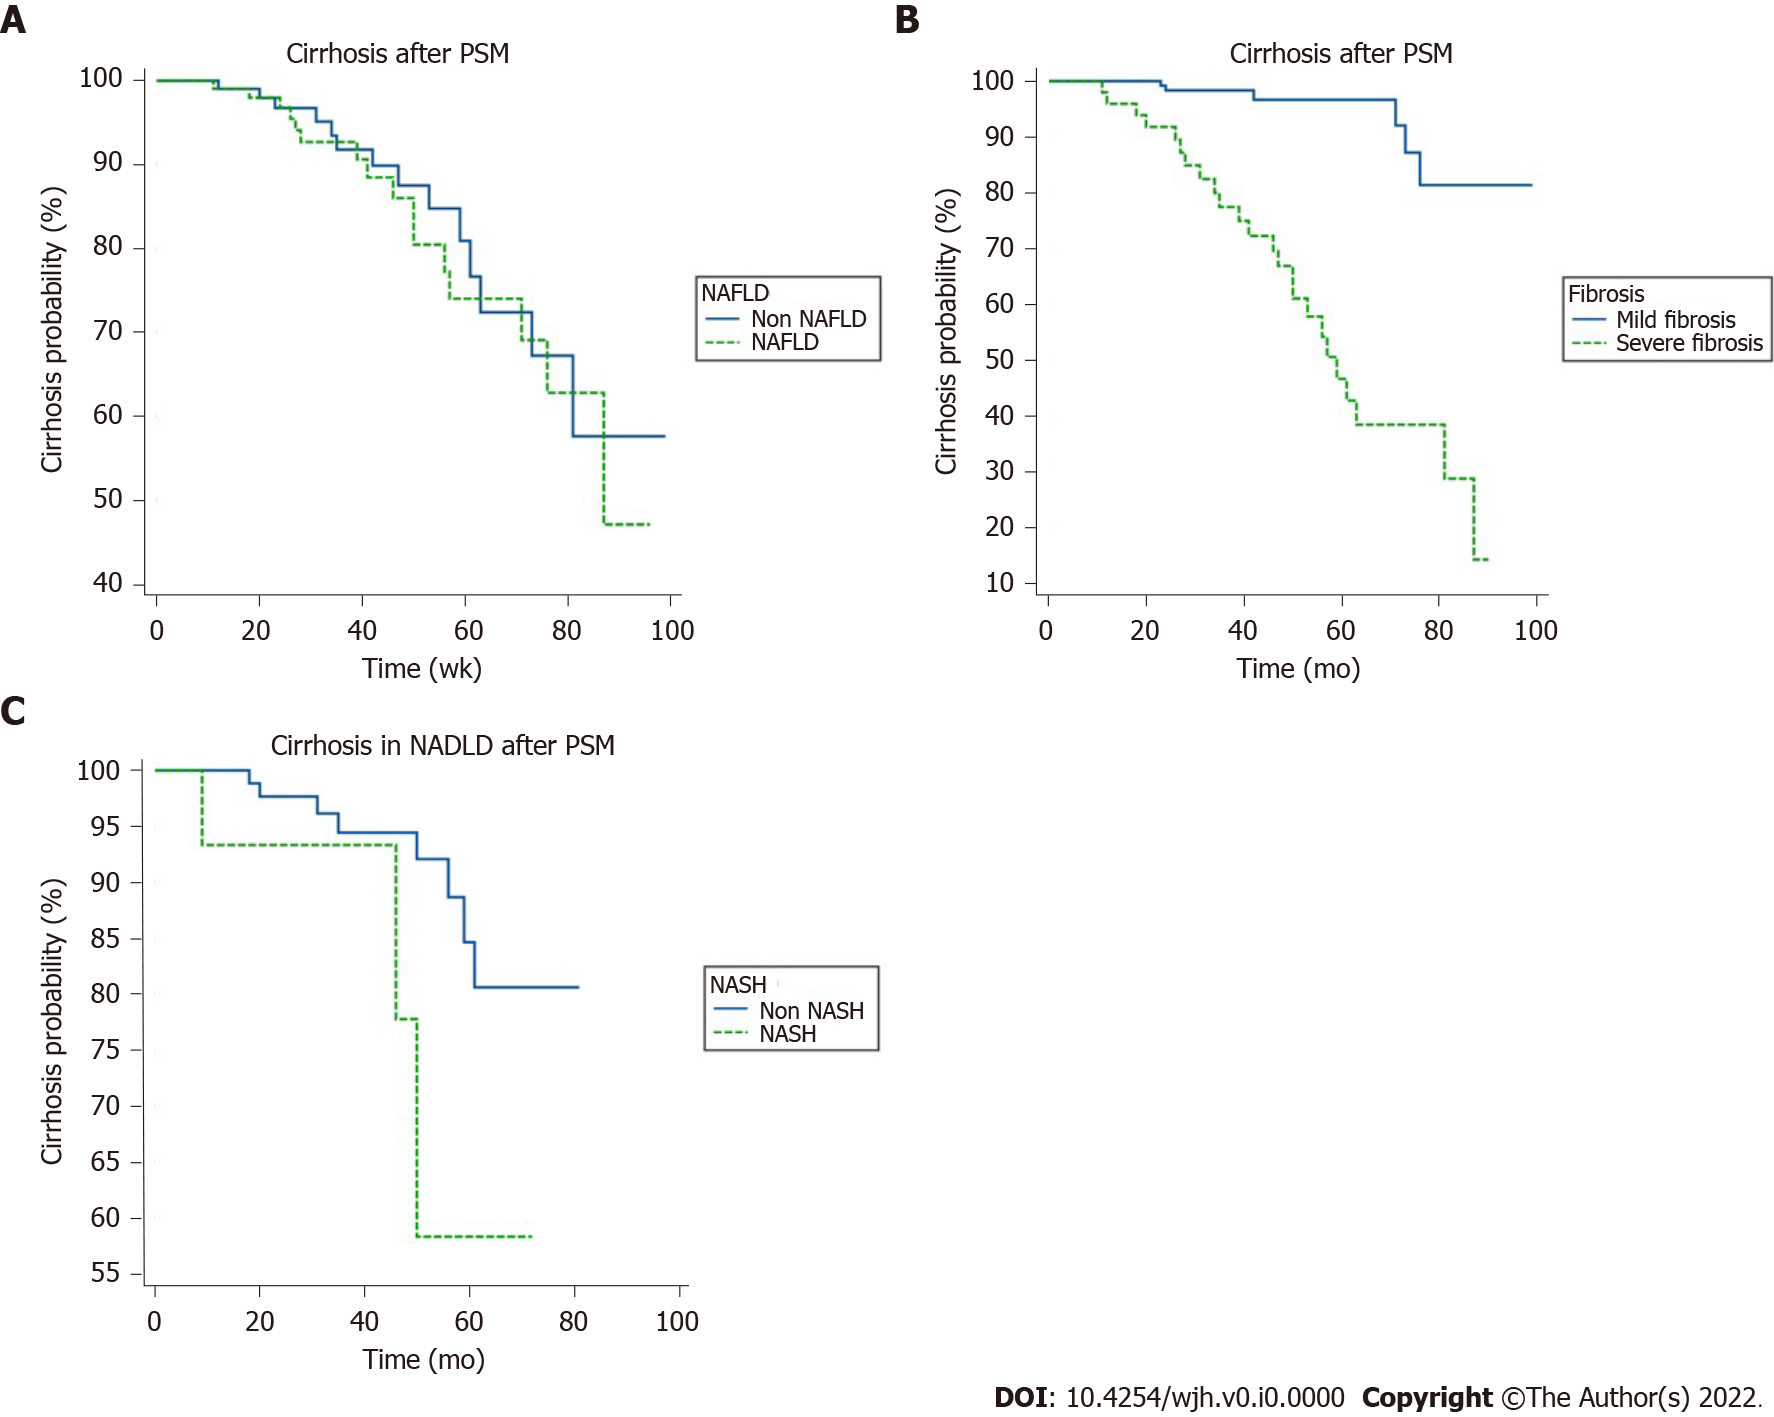 A
Cirrhosis after PSM
100
90
80
70
60
50
40
Cirrhosis probability (%)
0 20 40 60 80 100
Time (wk)
NAFLD
Non NAFLD
NAFLD
B
Cirrhosis after PSM
100
90
80
70
60
50
40
30
20
10
Cirrhosis probability (%)
0 20 40 60 80 100
Time (mo)
Fibrosis
Mild fibrosis
Severe fibrosis
C
Cirrhosis in NADLD after PSM
100
95
90
85
80
75
70
65
60
55
Cirrhosis probability (%)
0 20 40 60 80 100
Time (mo)
NASH
Non NASH
NASH
DOI: 10.4254/wjh.v0.i0.0000 Copyright ©The Author(s) 2022.